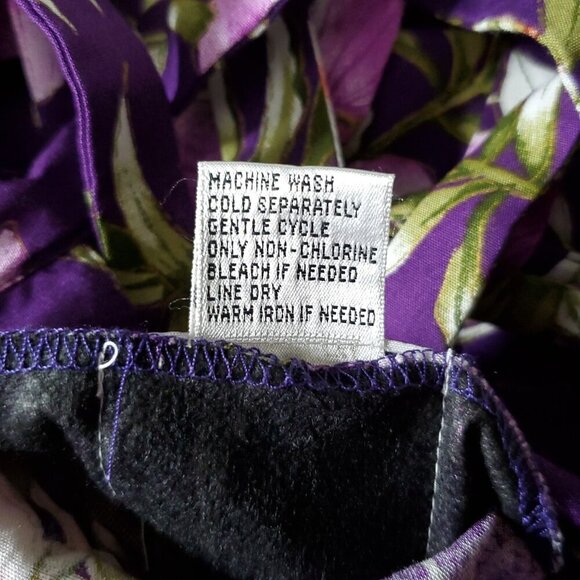 MACHINE WASH
COLD SEPARATELY
GENTLE CYCLE
ONLY NON-CHLORINE
BLEACH IF NEEDED
LINE DRY
WARM IRON IF NEEDED